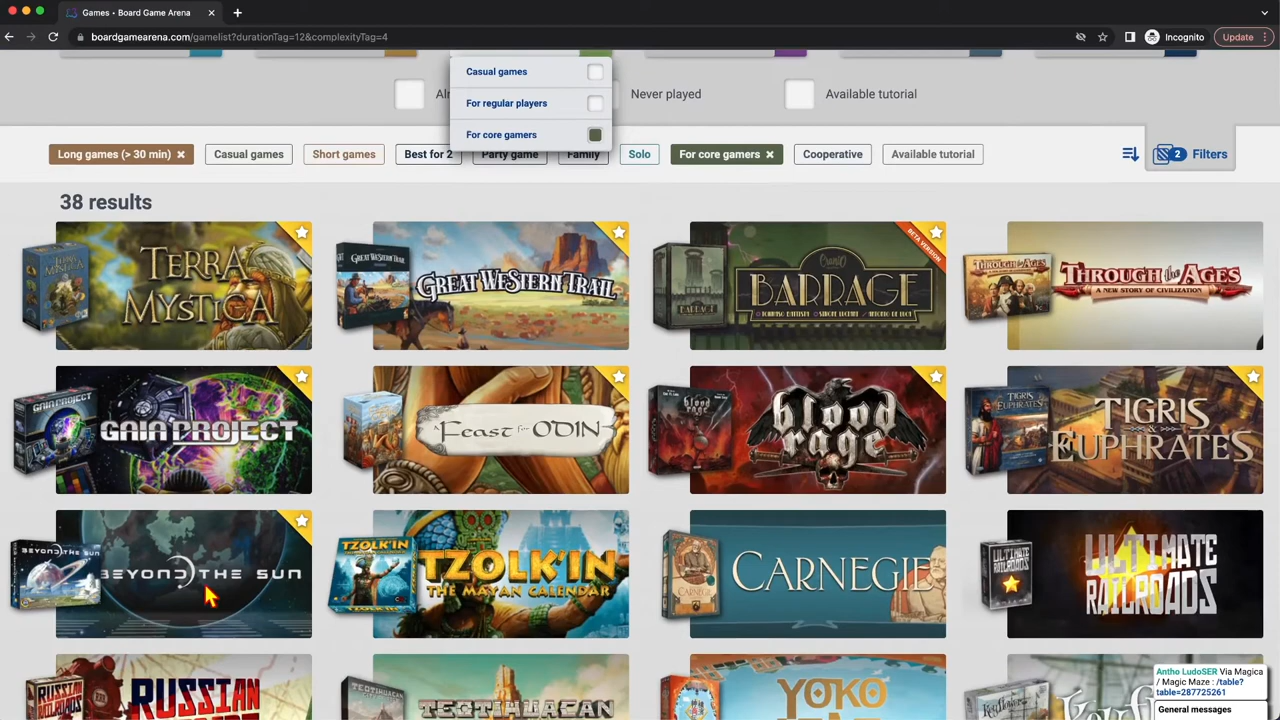 Games • Board Game Arena
boardgamearena.com/gamelist?durationTag=12&complexityTag=4
Incognito
Update
Casual games
For regular players
For core gamers
Never played
Available tutorial
Long games (> 30 min) ×
Casual games
Short games
Best for 2
Party game
Family
Solo
For core gamers ×
Cooperative
Available tutorial
2 Filters
38 results
TERRA MYSTICA
GREAT WESTERN TRAIL
BETA VERSION
BARRAGE
THROUGH the AGES
A NEW STORY OF CIVILIZATION
GAIA PROJECT
A Feast for ODIN
blood rage
TIGRIS & EUPHRATES
BEYOND THE SUN
TZOLK'IN
THE MAYAN CALENDAR
CARNEGIE
ULTIMATE RAILROADS
RUSSIAN
TEOTIHUACAN
YOKO
Antho LudoSER Via Magica
/ Magic Maze : /table?
table=287725261
General messages